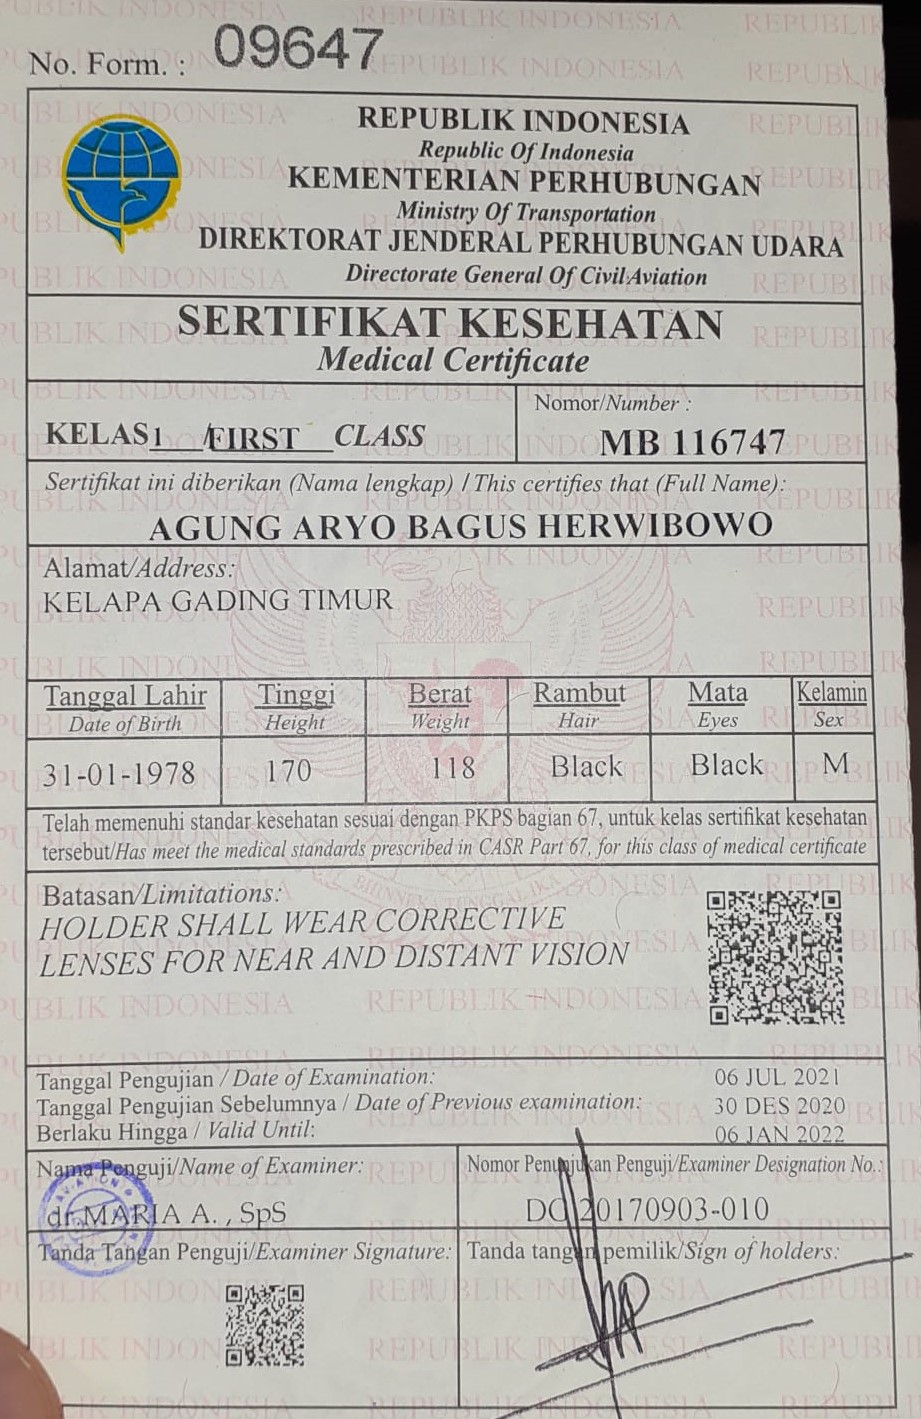 No. Form. : 09647
REPUBLIK INDONESIA
Republic Of Indonesia
KEMENTERIAN PERHUBUNGAN
Ministry Of Transportation
DIREKTORAT JENDERAL PERHUBUNGAN UDARA
Directorate General Of Civil Aviation
SERTIFIKAT KESEHATAN
Medical Certificate
KELAS 1 / FIRST CLASS
Nomor/Number :
MB 116747
Sertifikat ini diberikan (Nama lengkap) / This certifies that (Full Name):
AGUNG ARYO BAGUS HERWIBOWO
Alamat/Address:
KELAPA GADING TIMUR
Tanggal Lahir Tinggi Berat Rambut Mata Kelamin
Date of Birth Height Weight Hair Eyes Sex
31-01-1978 170 118 Black Black M
Telah memenuhi standar kesehatan sesuai dengan PKPS bagian 67, untuk kelas sertifikat kesehatan
tersebut/Has meet the medical standards prescribed in CASR Part 67, for this class of medical certificate
Batasan/Limitations:
HOLDER SHALL WEAR CORRECTIVE
LENSES FOR NEAR AND DISTANT VISION
Tanggal Pengujian / Date of Examination: 06 JUL 2021
Tanggal Pengujian Sebelumnya / Date of Previous examination: 30 DES 2020
Berlaku Hingga / Valid Until: 06 JAN 2022
Nama Penguji/Name of Examiner:
dr.MARIA A. , SpS
Nomor Penunjukan Penguji/Examiner Designation No.:
DO 20170903-010
Tanda Tangan Penguji/Examiner Signature:
Tanda tangan pemilik/Sign of holders: